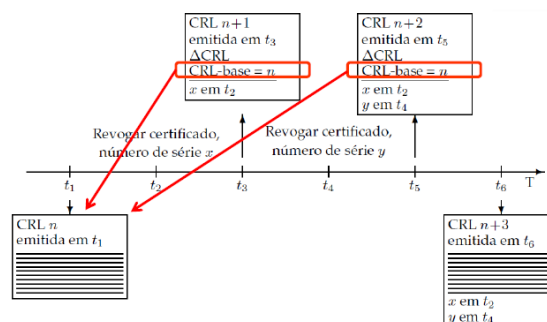 CRL n+1
emitida em t3
ΔCRL
CRL-base = n
x em t2
CRL n+2
emitida em t5
ΔCRL
CRL-base = n
x em t2
y em t4
Revogar certificado,
número de série x
Revogar certificado,
número de série y
t1 t2 t3 t4 t5 t6 T
CRL n
emitida em t1
CRL n+3
emitida em t6
x em t2
y em t4